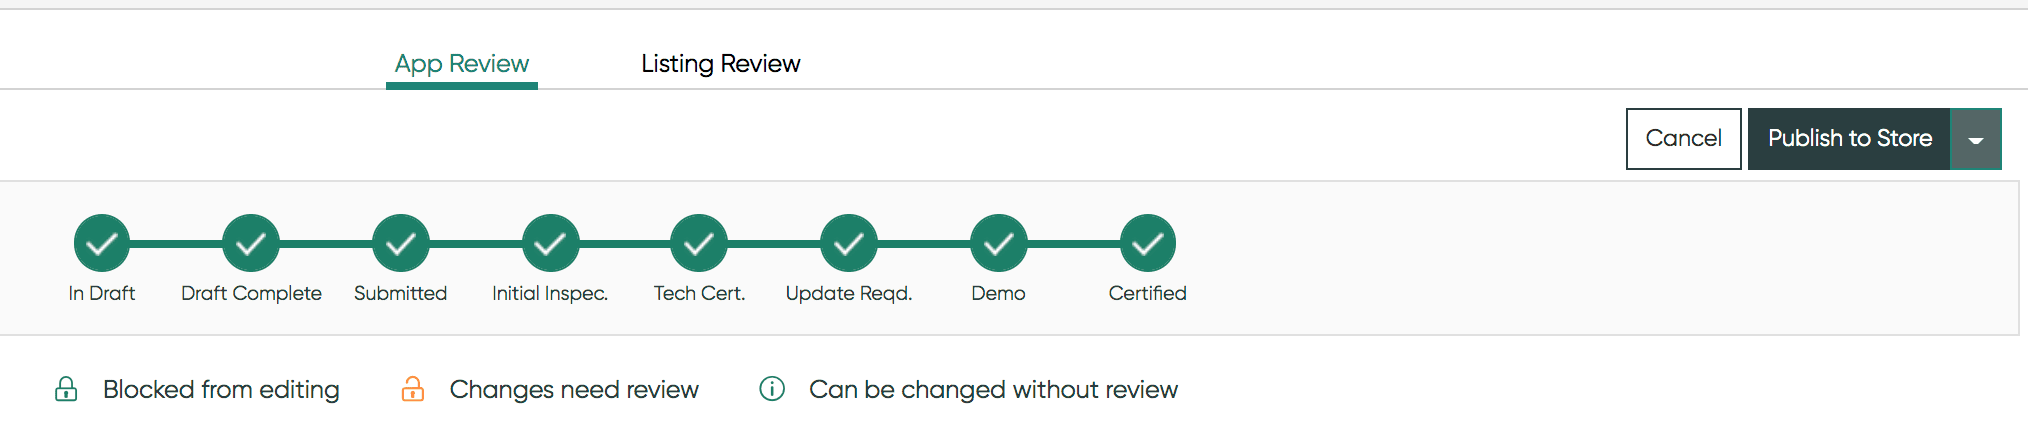 App Review Listing Review
Cancel Publish to Store
In Draft Draft Complete Submitted Initial Inspec. Tech Cert. Update Reqd. Demo Certified
Blocked from editing Changes need review Can be changed without review